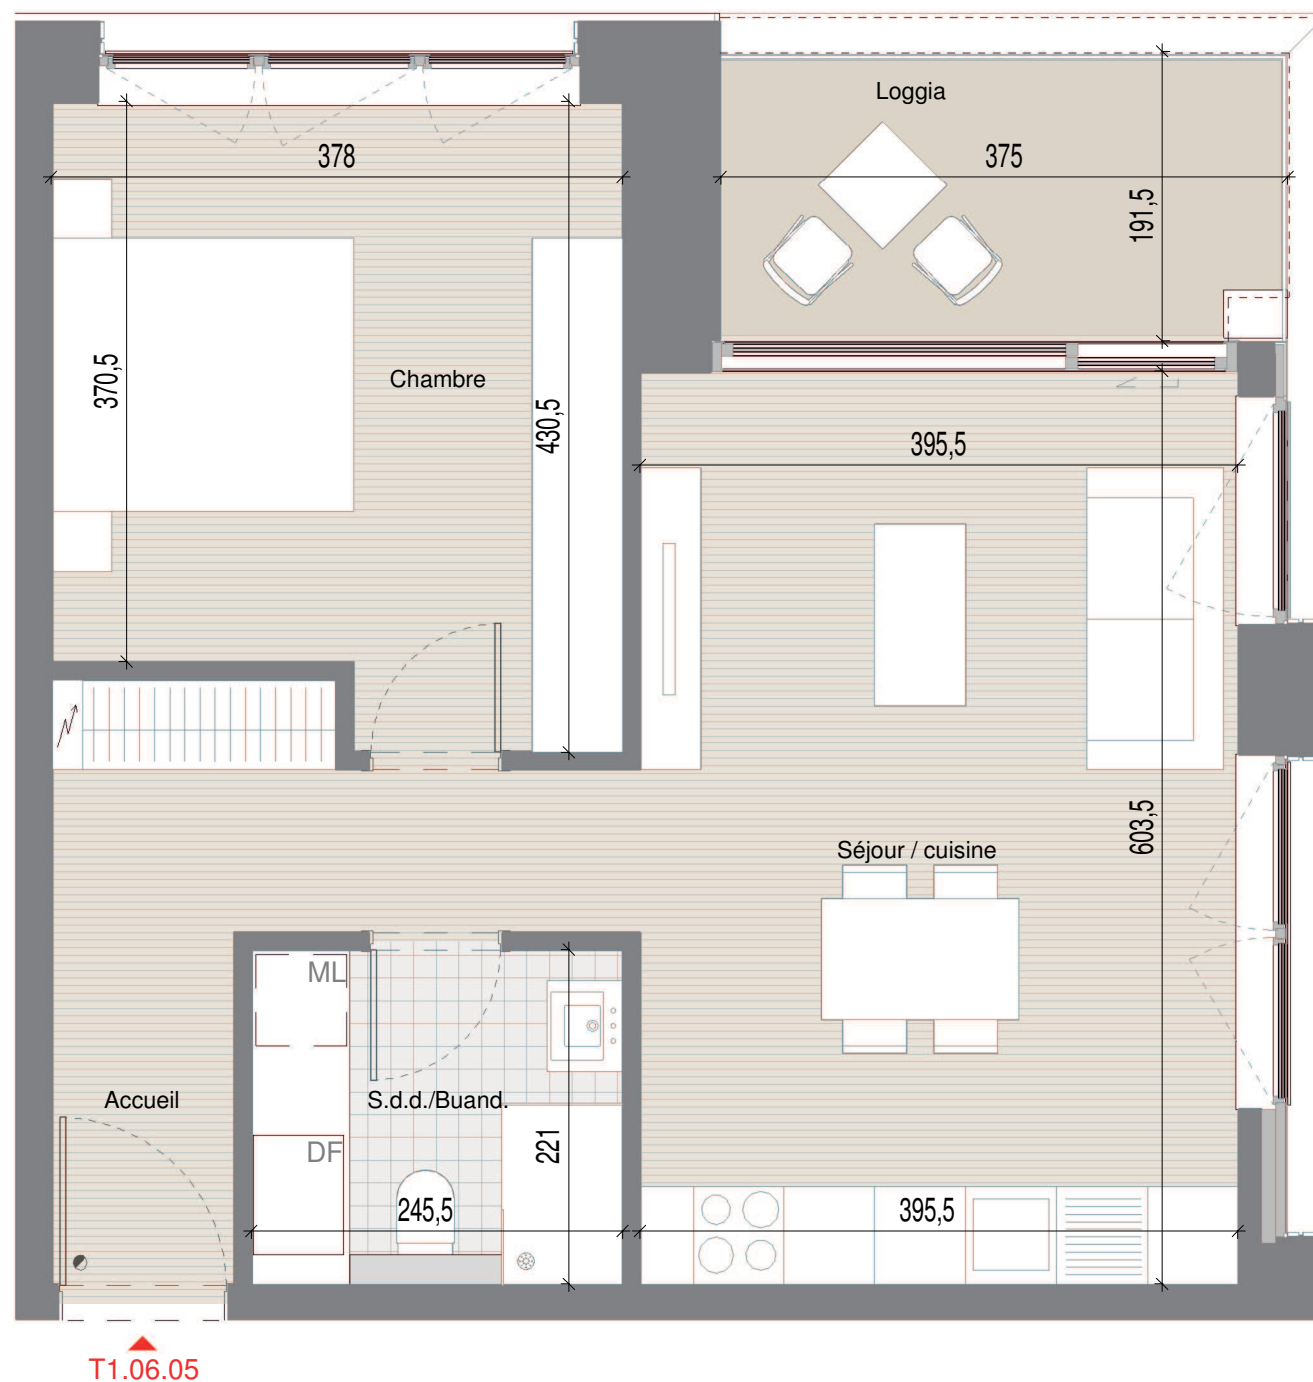 Loggia
378
375
191,5
370,5
Chambre
430,5
395,5
603,5
Séjour / cuisine
ML
Accueil
S.d.d./Buand.
DF
221
245,5
395,5
T1.06.05